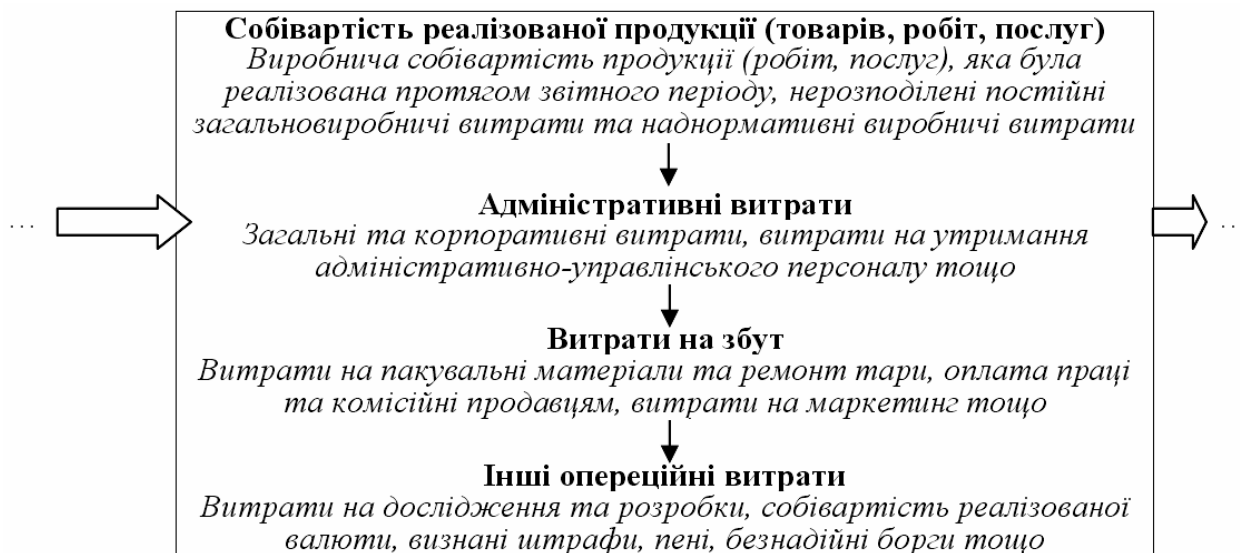 Собівартість реалізованої продукції (товарів, робіт, послуг)
Виробнича собівартість продукції (робіт, послуг), яка була
реалізована протягом звітного періоду, нерозподілені постійні
загальновиробничі витрати та наднормативні виробничі витрати
Адміністративні витрати
...
Загальні та корпоративні витрати, витрати на утримання
..
адміністративно-управлінського персоналу тощо
Витрати на збут
Витрати на пакувальні матеріали та ремонт тари, оплата праці
та комісійні продавцям, витрати на маркетинг тощо
Інші опереційні витрати
Витрати на дослідження та розробки, собівартість реалізованої
валюти, визнані штрафи, пені, безнадійні борги тощо